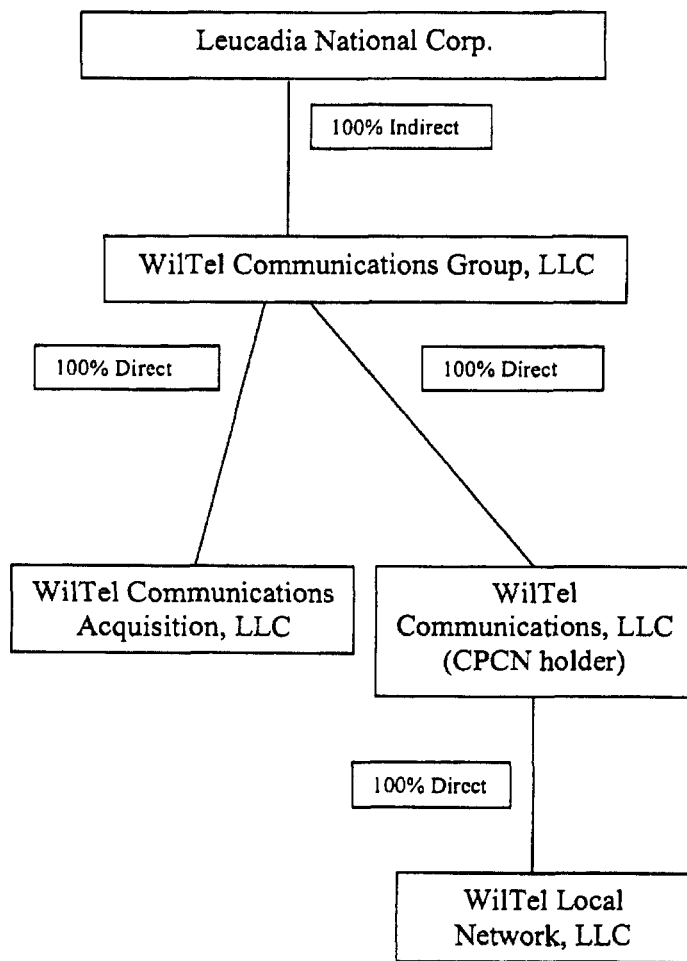 Leucadia National Corp.
100% Indirect
WilTel Communications Group, LLC
100% Direct
100% Direct
WilTel Communications
Acquisition, LLC
WilTel
Communications, LLC
(CPCN holder)
100% Direct
WilTel Local
Network, LLC